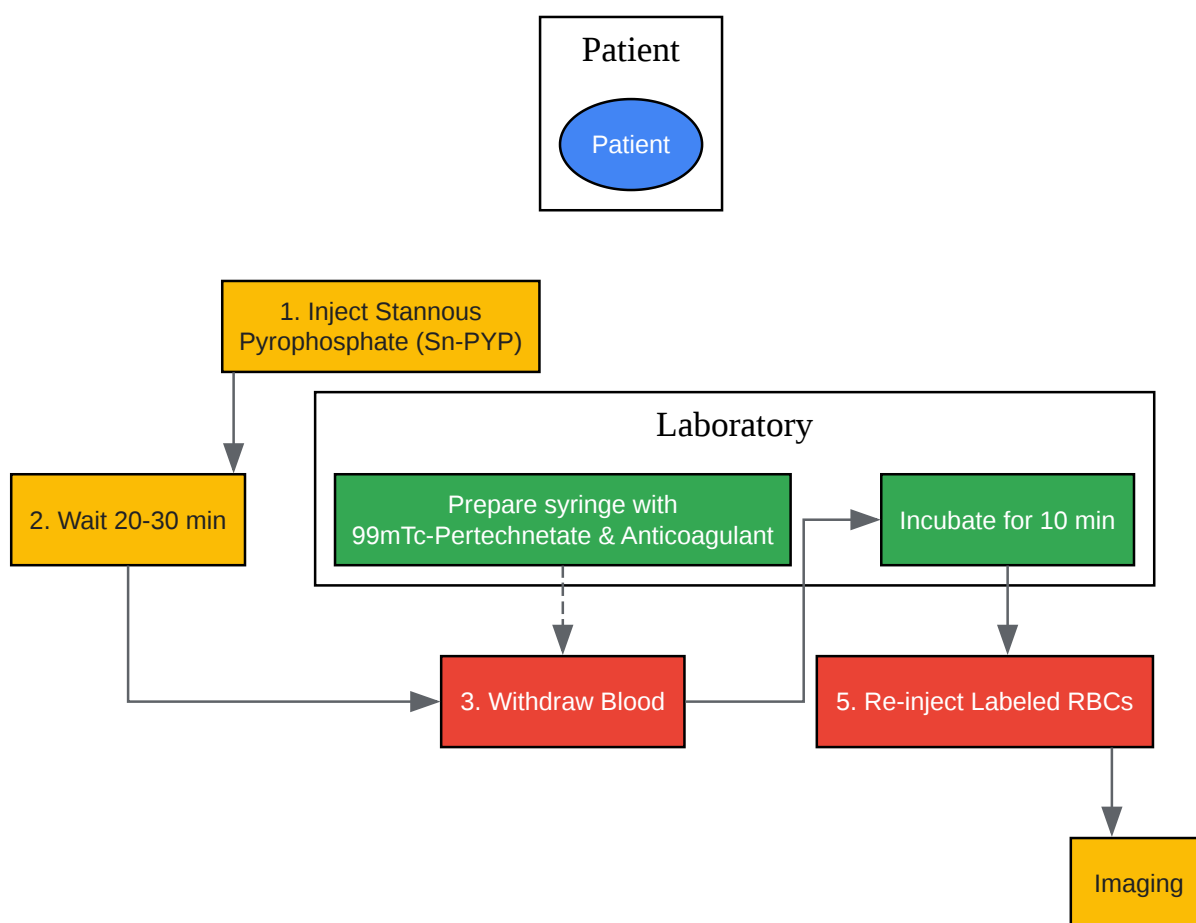 Patient
Patient
1. Inject Stannous
Pyrophosphate (Sn-PYP)
Laboratory
2. Wait 20-30 min
Prepare syringe with
99mTc-Pertechnetate & Anticoagulant
Incubate for 10 min
3. Withdraw Blood
5. Re-inject Labeled RBCs
Imaging